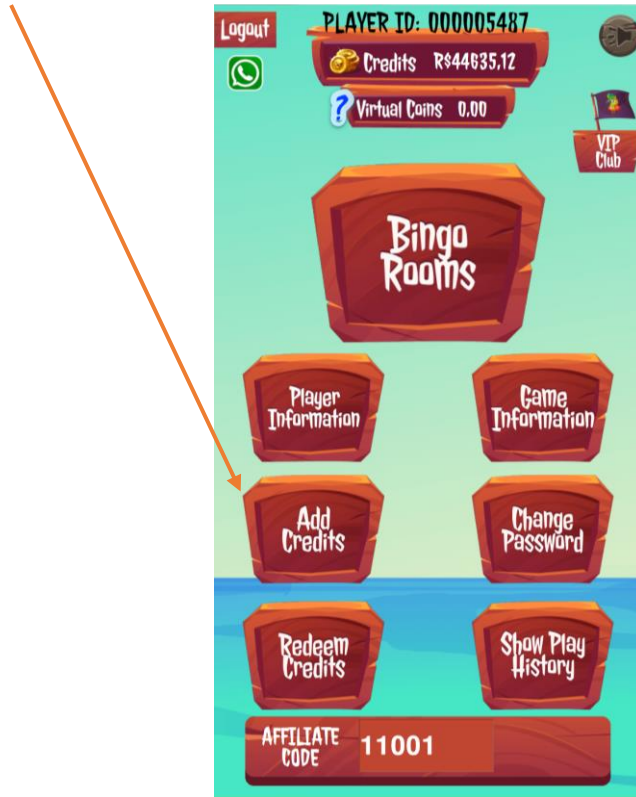 Logout
PLAYER ID: 000005487
Credits R$44635,12
Virtual Coins 0,00
VIP
Club
Bingo
Rooms
Player
Information
Game
Information
Add
Credits
Change
Password
Redeem
Credits
Show Play
History
AFFILIATE
CODE
11001